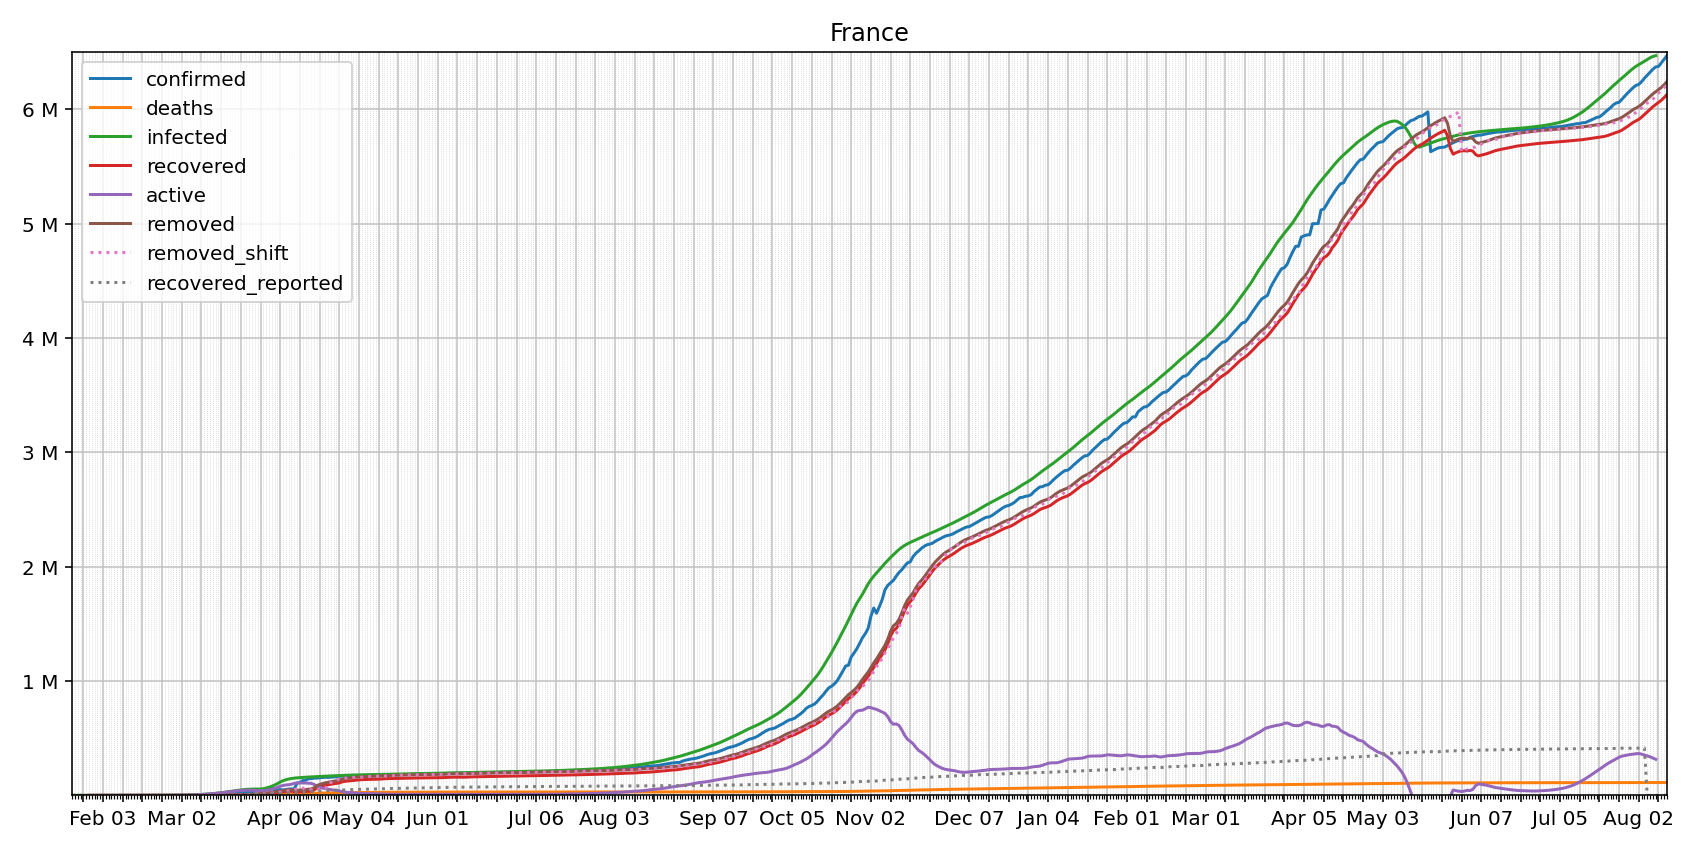 France
confirmed
deaths
infected
recovered
active
removed
removed_shift
recovered_reported
6 M
5 M
4 M
3 M
2 M
1 M
Feb 03 Mar 02 Apr 06 May 04 Jun 01 Jul 06 Aug 03 Sep 07 Oct 05 Nov 02 Dec 07 Jan 04 Feb 01 Mar 01 Apr 05 May 03 Jun 07 Jul 05 Aug 02